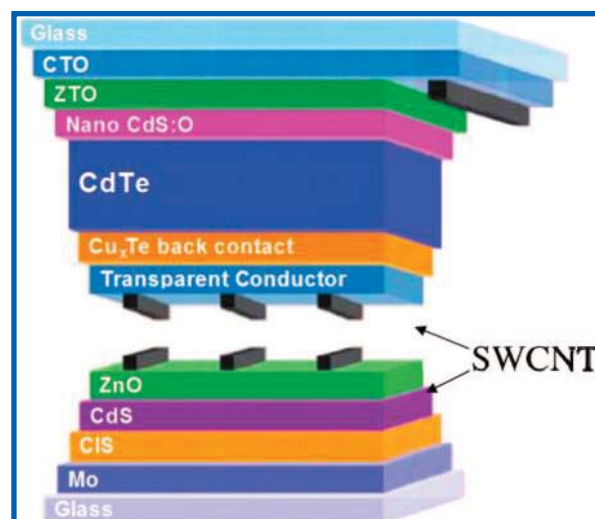 Glass
CTO
ZTO
Nano CdS:O
CdTe
CuxTe back contact
Transparent Conductor
SWCNT
ZnO
CdS
CIS
Mo
Glass